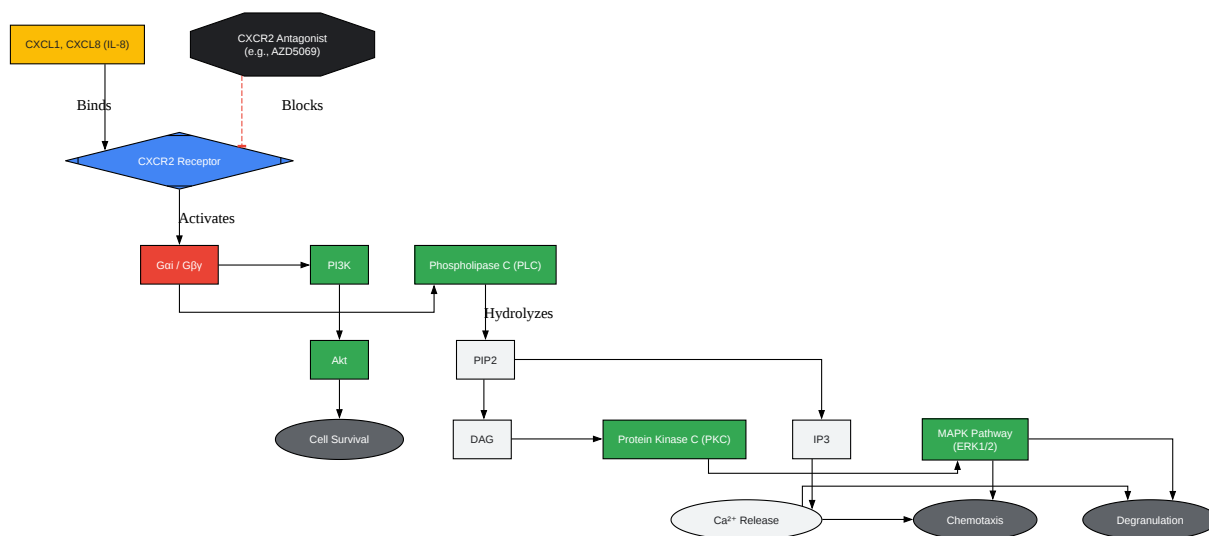 CXCL1, CXCL8 (IL-8)
CXCR2 Antagonist
(e.g., AZD5069)
Binds
Blocks
CXCR2 Receptor
Activates
Gαi / Gβγ
PI3K
Phospholipase C (PLC)
Hydrolyzes
Akt
PIP2
Cell Survival
DAG
Protein Kinase C (PKC)
IP3
MAPK Pathway
(ERK1/2)
Ca²⁺ Release
Chemotaxis
Degranulation